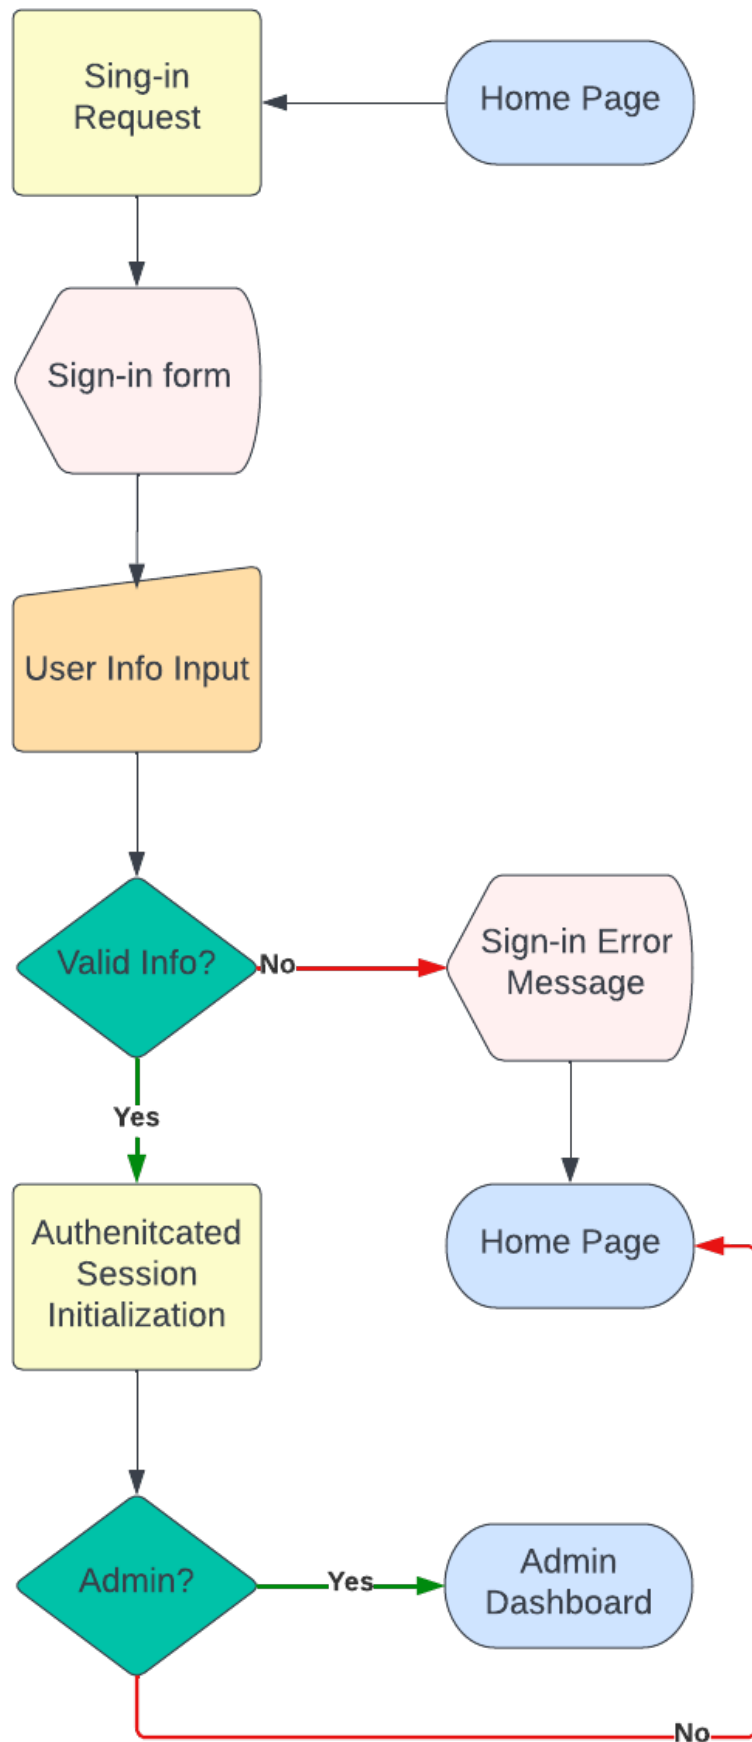 Sing-in
Request
Home Page
Sign-in form
User Info Input
Valid Info?
No
Sign-in Error
Message
Yes
Authenitcated
Session
Initialization
Home Page
Admin?
Yes
Admin
Dashboard
No